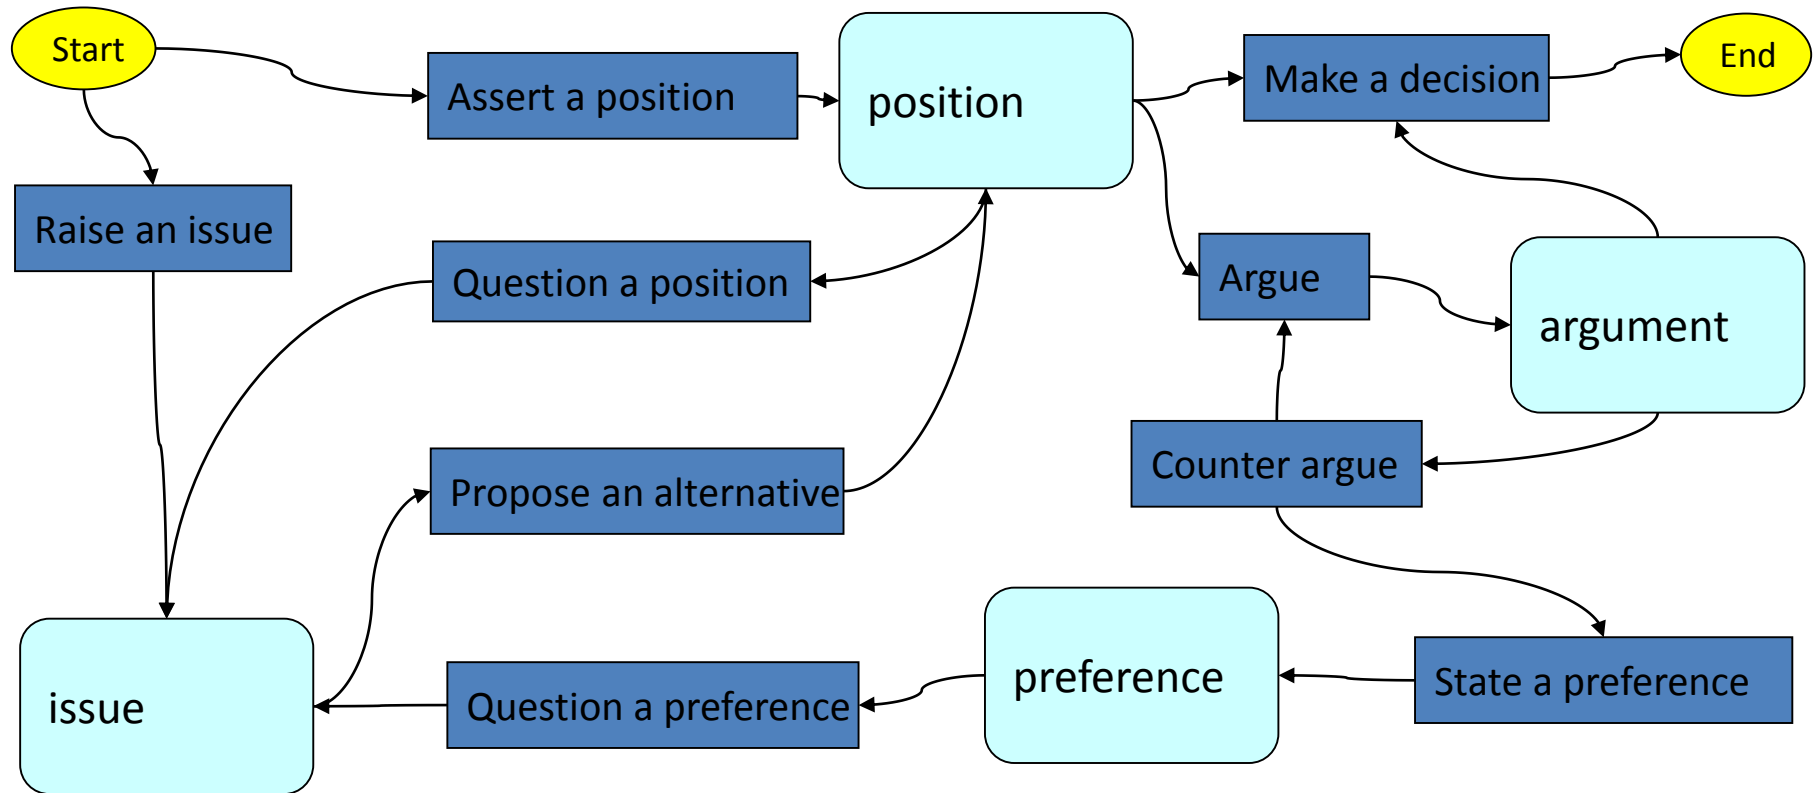 Start
Assert a position
position
Make a decision
End
Raise an issue
Question a position
Argue
argument
Propose an alternative
Counter argue
issue
Question a preference
preference
State a preference